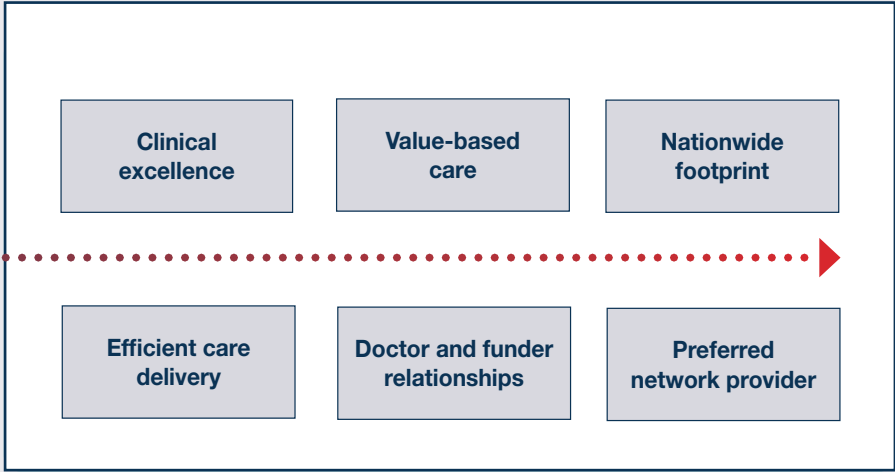 Clinical
excellence
Value-based
care
Nationwide
footprint
Efficient care
delivery
Doctor and funder
relationships
Preferred
network provider